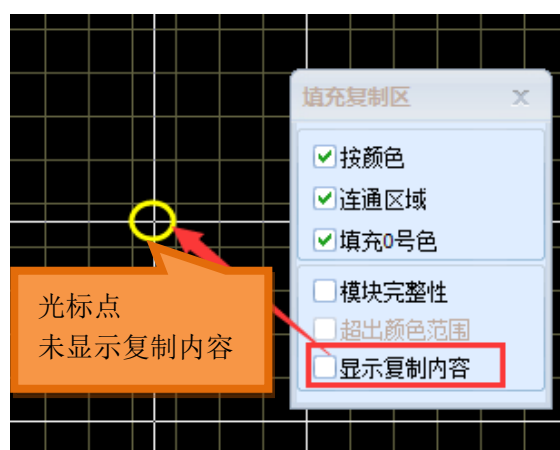 填充复制区 x
按颜色
连通区域
填充0号色
模块完整性
超出颜色范围
显示复制内容
光标点
未显示复制内容